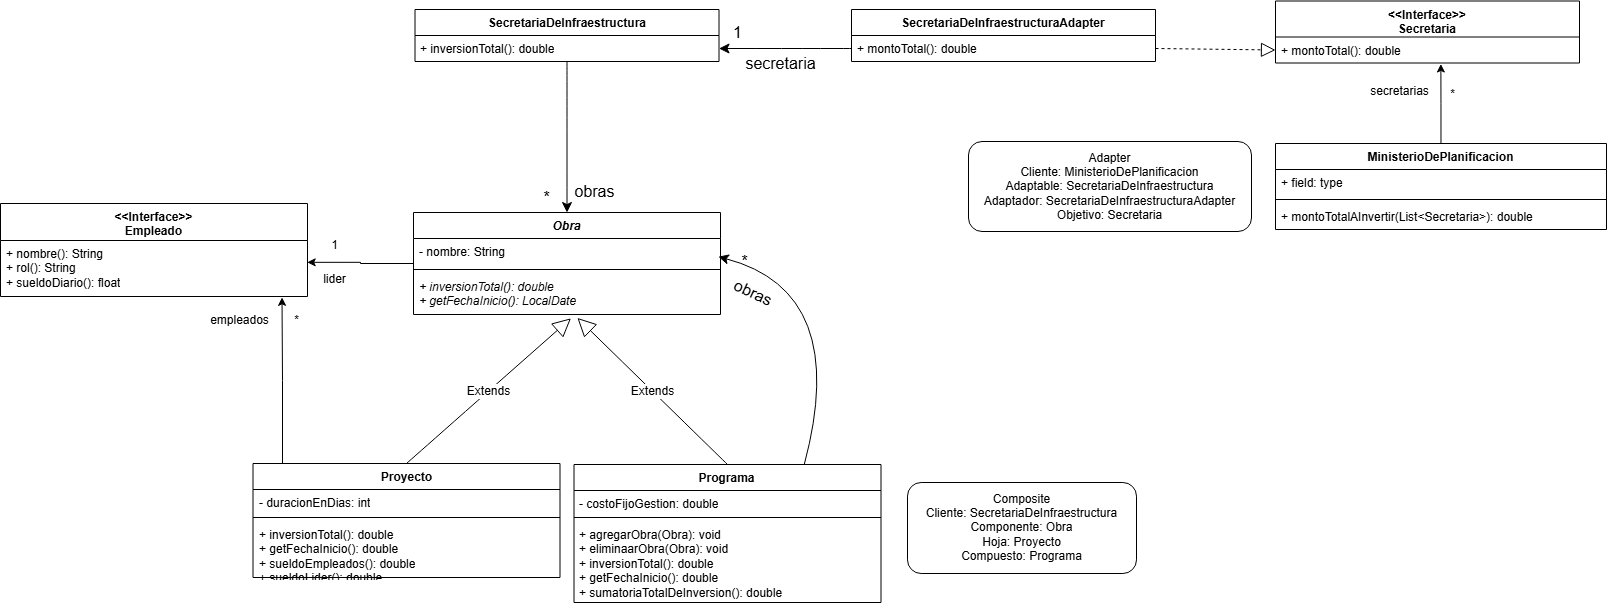 SecretariaDeInfraestructura
+ inversionTotal(): double
1
secretaria
SecretariaDeInfraestructuraAdapter
+ montoTotal(): double
<<Interface>>
Secretaria
+ montoTotal(): double
secretarias
*
MinisterioDePlanificacion
+ field: type
+ montoTotalAInvertir(List<Secretaria>): double
Adapter
Cliente: MinisterioDePlanificacion
Adaptable: SecretariaDeInfraestructura
Adaptador: SecretariaDeInfraestructuraAdapter
Objetivo: Secretaria
*
obras
<<Interface>>
Empleado
+ nombre(): String
+ rol(): String
+ sueldoDiario(): float
1
lider
Obra
- nombre: String
+ inversionTotal(): double
+ getFechaInicio(): LocalDate
*
obras
empleados
*
Extends
Extends
Proyecto
- duracionEnDias: int
+ inversionTotal(): double
+ getFechaInicio(): double
+ sueldoEmpleados(): double
+ sueldoLider(): double
Programa
- costoFijoGestion: double
+ agregarObra(Obra): void
+ eliminaarObra(Obra): void
+ inversionTotal(): double
+ getFechaInicio(): double
+ sumatoriaTotalDeInversion(): double
Composite
Cliente: SecretariaDeInfraestructura
Componente: Obra
Hoja: Proyecto
Compuesto: Programa